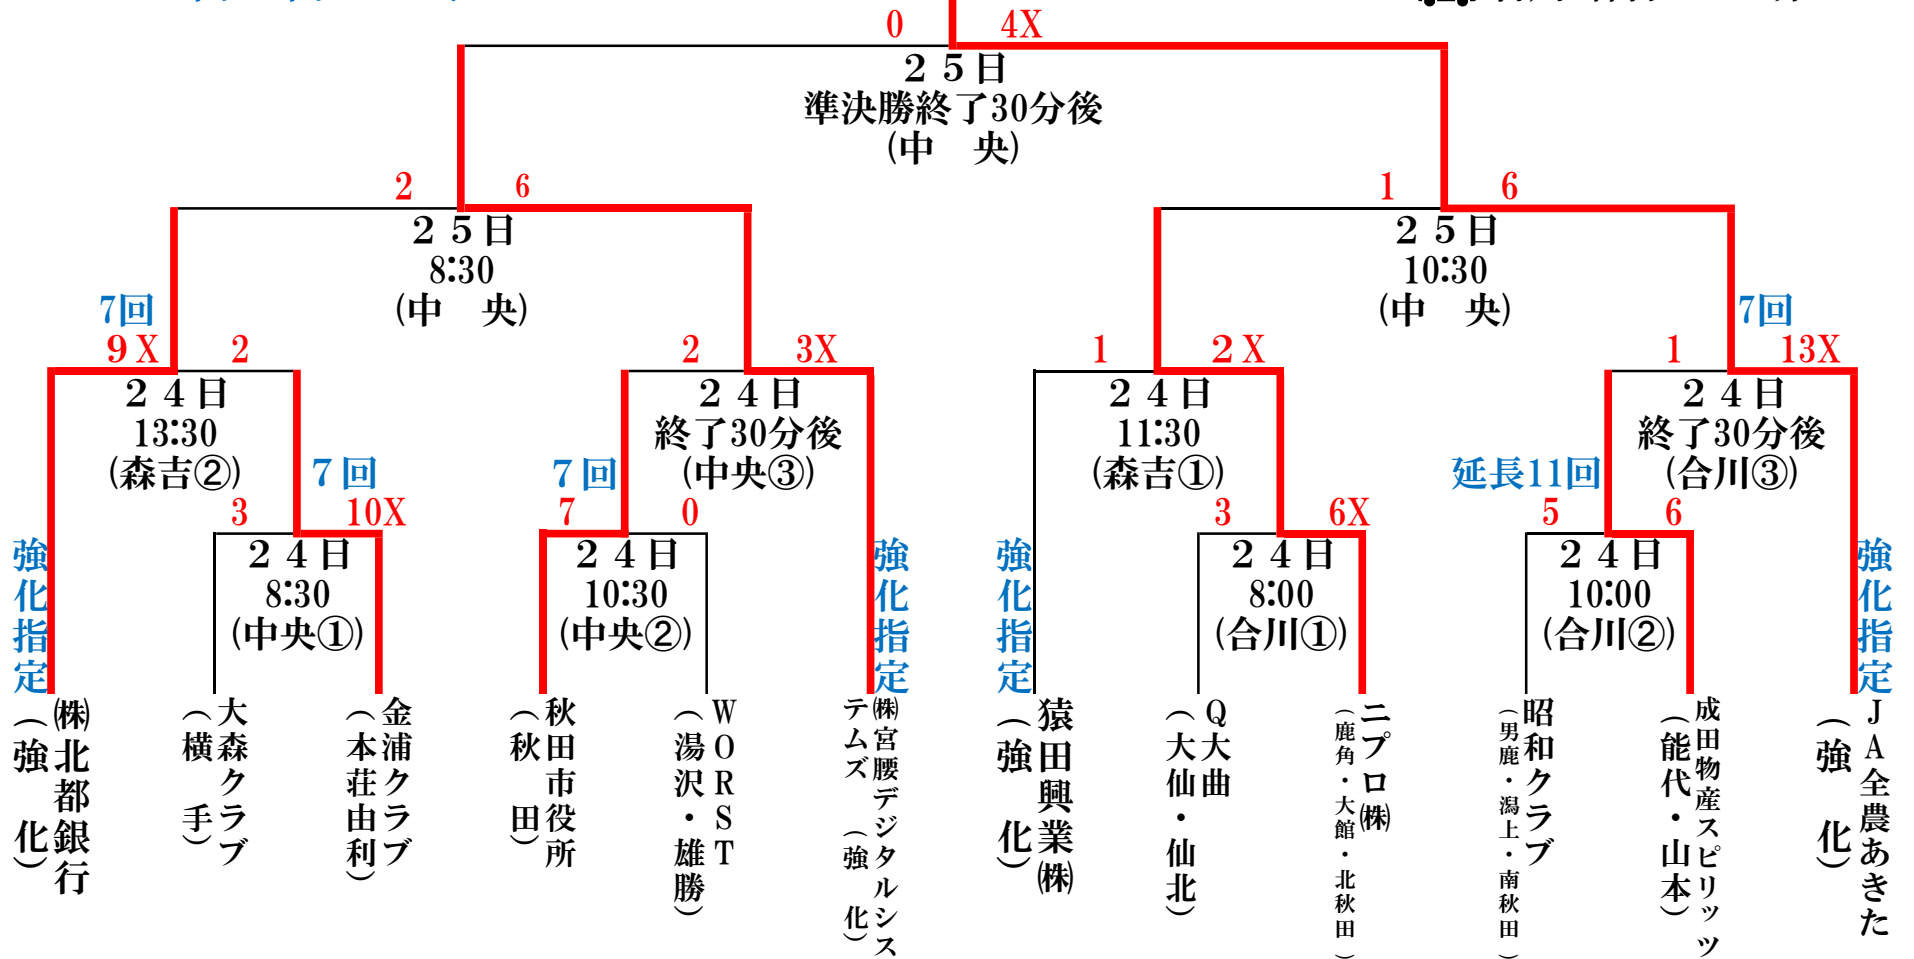 0 4X
２５日
準決勝終了30分後
(中　央)
2 6
２５日
8:30
(中　央)
1 6
２５日
10:30
(中　央)
7回
９X 2
２４日
13:30
(森吉②)
2 3X
２４日
終了30分後
(中央③)
1 ２X
２４日
11:30
(森吉①)
7回
1 13X
２４日
終了30分後
(合川③)
７回
3 10X
２４日
8:30
(中央①)
７回
7 0
２４日
10:30
(中央②)
3 6X
２４日
8:00
(合川①)
延長11回
5 6
２４日
10:00
(合川②)
強化指定
強化指定
強化指定
強化指定
㈱北都銀行
(強　化)
大森クラブ
(横　手)
金浦クラブ
(本荘由利)
秋田市役所
(秋　田)
WORST
(湯沢・雄勝)
㈱宮腰デジタルシス
テムズ　(強　化)
猿田興業㈱
(強　化)
Q大曲
(大仙・仙北)
ニプロ㈱
(鹿角・大館・北秋田)
昭和クラブ
(男鹿・潟上・南秋田)
成田物産スピリッツ
(能代・山本)
JA全農あきた
(強　化)